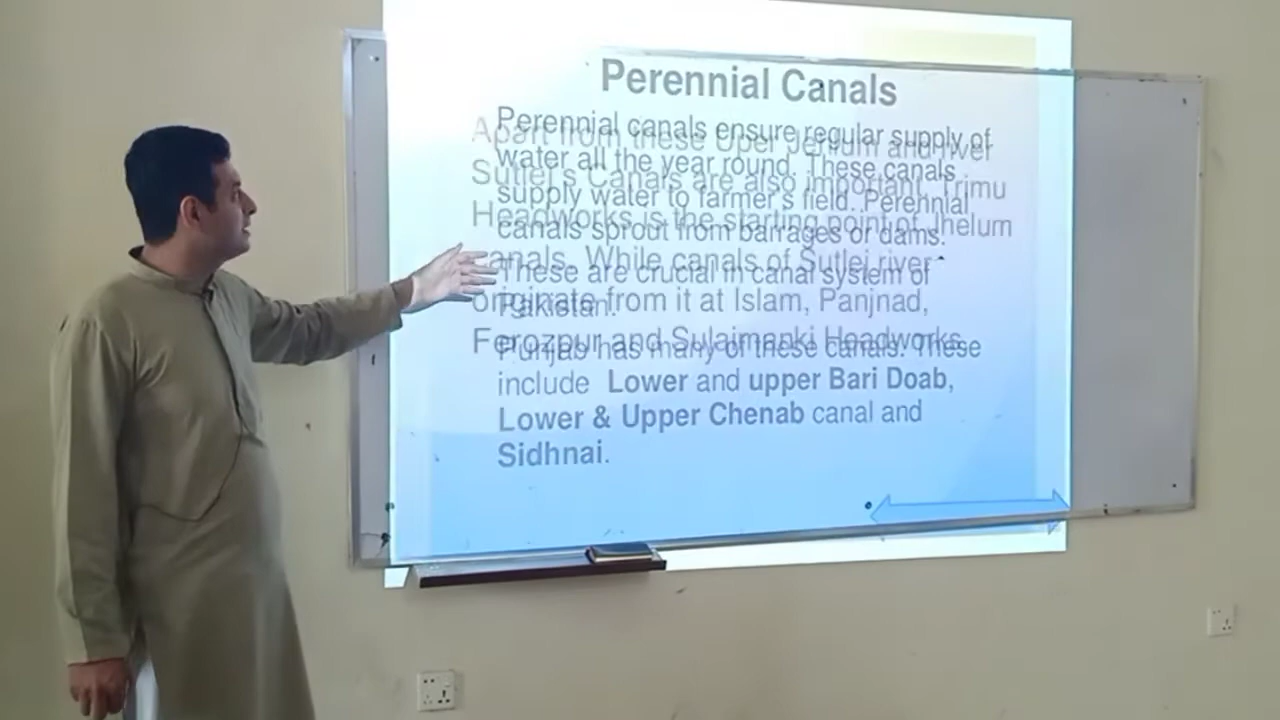 Perennial Canals
Perennial canals ensure regular supply of
water all the year round. These canals
supply water to farmer's field. Perennial
canals sprout from barrages or dams.
These are crucial in canal system of
Pakistan.
Punjab has many of these canals. These
include Lower and upper Bari Doab,
Lower & Upper Chenab canal and
Sidhnai.
Apart from these Uper Jehlum and river
Sutlej's Canals are also important. Trimu
Headworks is the starting point of Jhelum
canals. While canals of Sutlej river
originate from it at Islam, Panjnad,
Ferozpur and Sulaimanki Headworks.